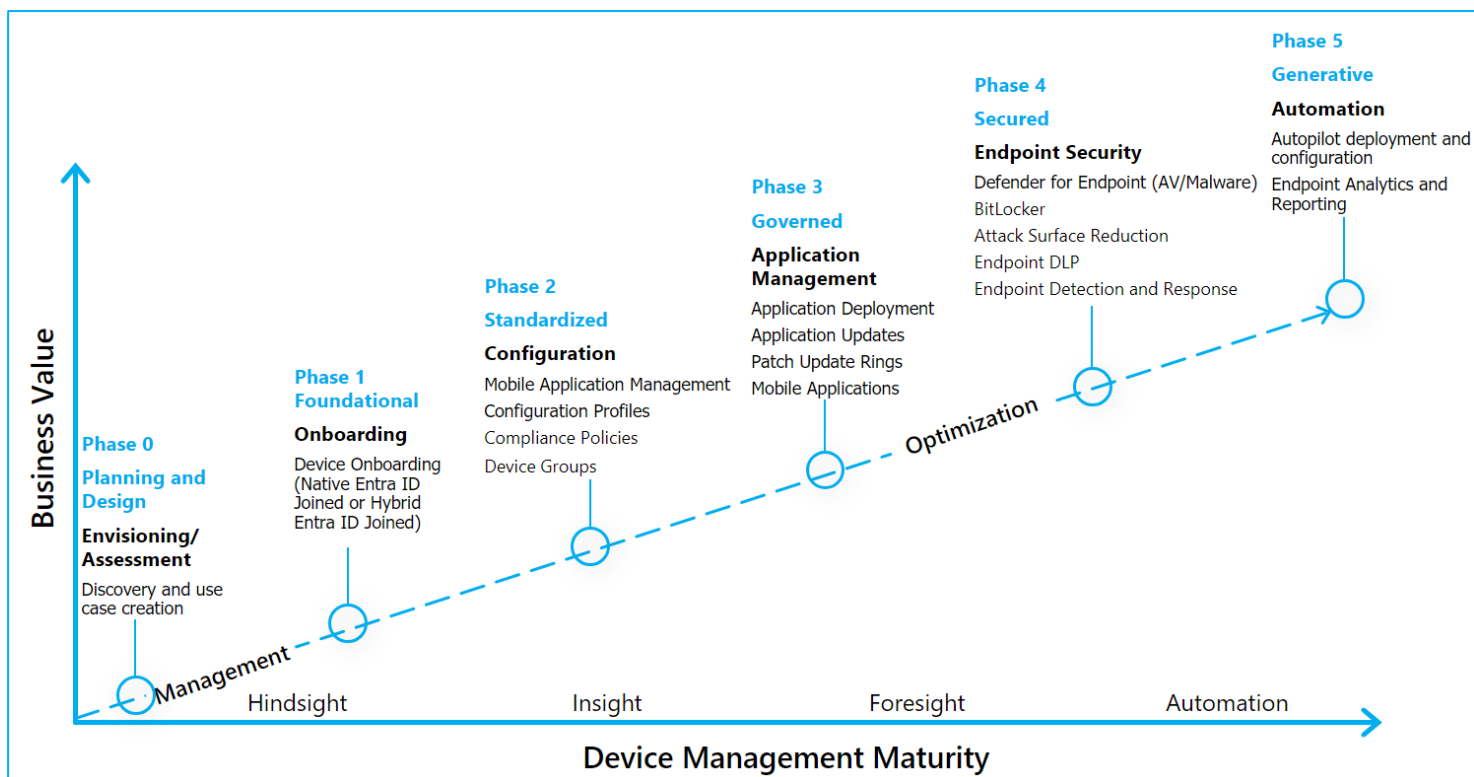 Phase 5
Generative
Automation
Autopilot deployment and
configuration
Endpoint Analytics and
Reporting
Phase 4
Secured
Endpoint Security
Defender for Endpoint (AV/Malware)
BitLocker
Attack Surface Reduction
Endpoint DLP
Endpoint Detection and Response
Phase 3
Governed
Application
Management
Application Deployment
Application Updates
Patch Update Rings
Mobile Applications
Phase 2
Standardized
Configuration
Mobile Application Management
Configuration Profiles
Compliance Policies
Device Groups
Phase 1
Foundational
Onboarding
Device Onboarding
(Native Entra ID
Joined or Hybrid
Entra ID Joined)
Phase 0
Planning and
Design
Envisioning/
Assessment
Discovery and use
case creation
Business Value
Management
Optimization
Hindsight
Insight
Foresight
Automation
Device Management Maturity